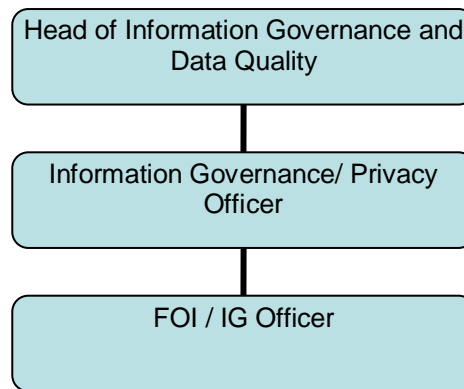 Head of Information Governance and
Data Quality
Information Governance/ Privacy
Officer
FOI / IG Officer